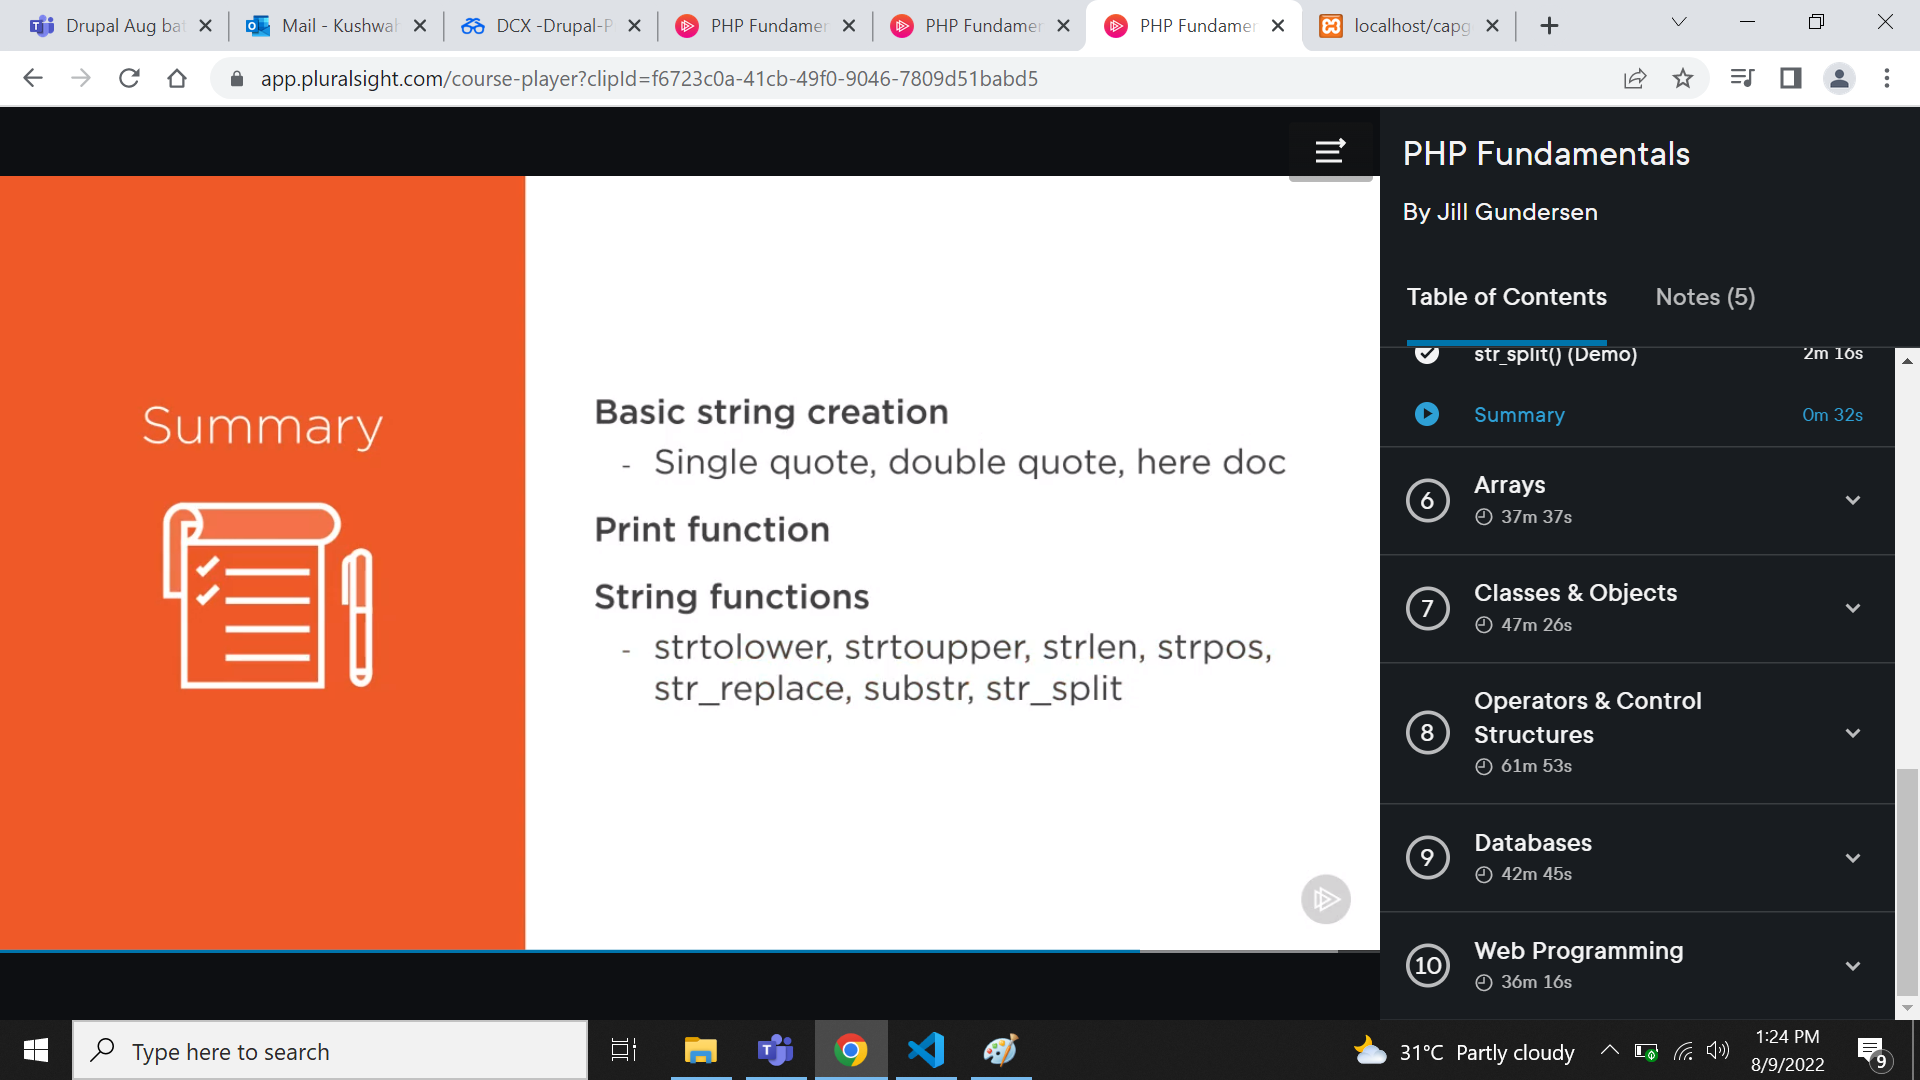 Drupal Aug bat
Mail - Kushwah
DCX -Drupal-P
PHP Fundamen
PHP Fundamen
PHP Fundamen
localhost/capg
app.pluralsight.com/course-player?clipId=f6723c0a-41cb-49f0-9046-7809d51babd5
Summary
Basic string creation
- Single quote, double quote, here doc
Print function
String functions
- strtolower, strtoupper, strlen, strpos,
str_replace, substr, str_split
PHP Fundamentals
By Jill Gundersen
Table of Contents
Notes (5)
str_split() (Demo) 2m 16s
Summary 0m 32s
6 Arrays
37m 37s
7 Classes & Objects
47m 26s
8 Operators & Control
Structures
61m 53s
9 Databases
42m 45s
10 Web Programming
36m 16s
Type here to search
31°C Partly cloudy
1:24 PM
8/9/2022
9